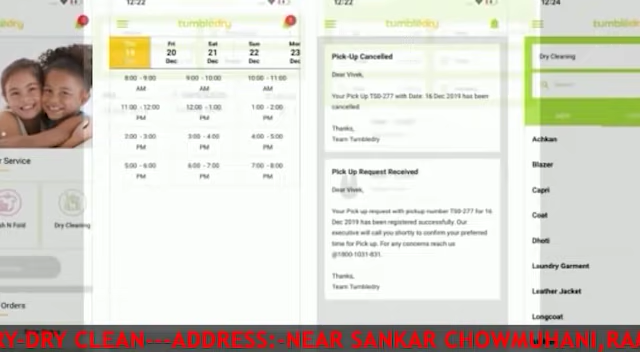 12:22
12:22
12:24
tumbledry
tumbledry
tumbledry
Thu Fri Sat Sun Mon
19 20 21 22 23
Dec Dec Dec Dec Dec
8:00 - 9:00 AM
9:00 - 10:00 AM
10:00 - 11:00 AM
11:00 - 12:00 PM
12:00 - 1:00 PM
1:00 - 2:00 PM
2:00 - 3:00 PM
3:00 - 4:00 PM
4:00 - 5:00 PM
5:00 - 6:00 PM
6:00 - 7:00 PM
7:00 - 8:00 PM
r Service
sh N Fold
Dry Cleaning
Orders
Pick-Up Cancelled
Dear Vivek,
Your Pick Up TS0-277 with Date: 16 Dec 2019 has been
cancelled
Thanks,
Team Tumbledry
Pick Up Request Received
Dear Vivek,
Your Pick up request with pickup number TS0-277 for 16
Dec 2019 has been registered successfully. Our
executive will call you shortly to confirm your preferred
time for Pick up. For any concerns reach us
@1800-1031-831.
Thanks,
Team Tumbledry
Dry Cleaning
Achkan
Blazer
Capri
Coat
Dhoti
Laundry Garment
Leather Jacket
Longcoat
RY-DRY CLEAN---ADDRESS:-NEAR SANKAR CHOWMUHANI,RA